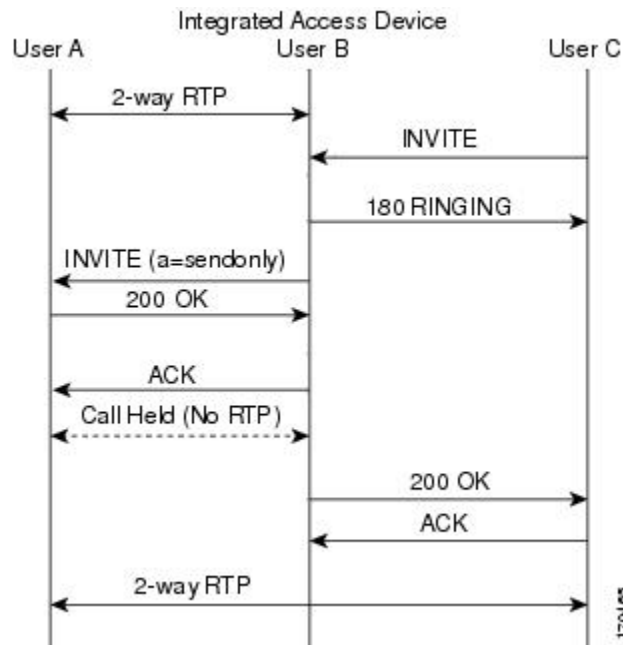 Integrated Access Device
User A User B User C
2-way RTP
INVITE
180 RINGING
INVITE (a=sendonly)
200 OK
ACK
Call Held (No RTP)
200 OK
ACK
2-way RTP